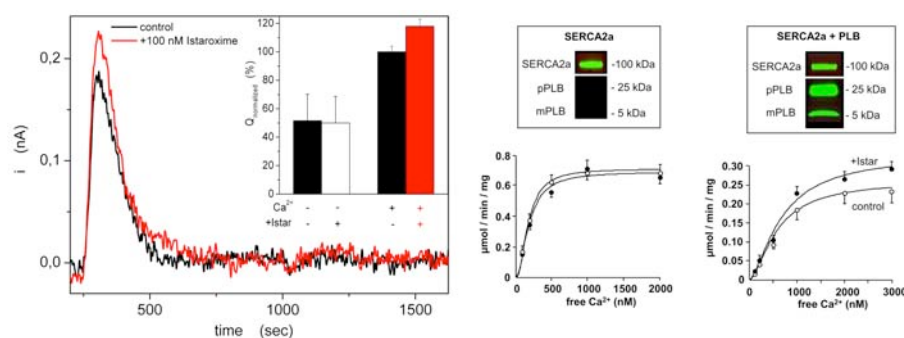 control
+100 nM Istaroxime
0,2
0,1
0,0
i (nA)
500
1000
1500
time (sec)
Q normalized (%)
120
100
80
60
40
20
0
Ca²⁺ - - + +
+Istar - + - +
SERCA2a
SERCA2a -100 kDa
pPLB - 25 kDa
mPLB - 5 kDa
μmol / min / mg
0.8
0.6
0.4
0.2
0.0
0 500 1000 1500 2000
free Ca²⁺ (nM)
SERCA2a + PLB
SERCA2a -100 kDa
pPLB - 25 kDa
mPLB - 5 kDa
μmol / min / mg
0.30
0.20
0.15
0.10
0.05
0
+Istar
control
0 1000 2000 3000
free Ca²⁺ (nM)